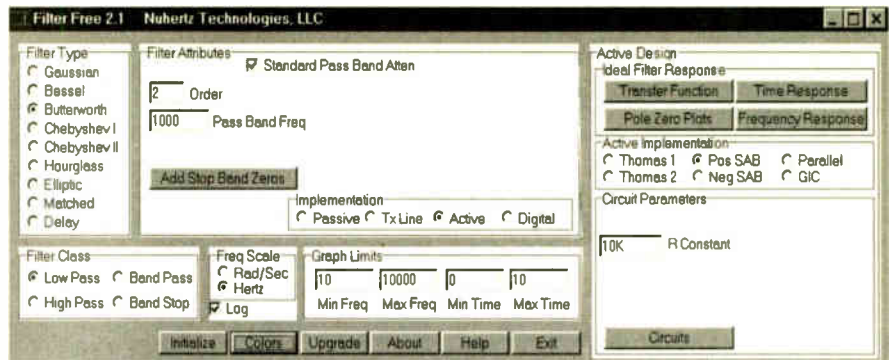 Filter Free 2.1 Nuhertz Technologies, LLC
Filter Type
Gaussian
Bessel
Butterworth
Chebyshev I
Chebyshev II
Hourglass
Elliptic
Matched
Delay
Filter Attributes
Standard Pass Band Atten
2 Order
1000 Pass Band Freq
Add Stop Band Zeros
Implementation
Passive Tx Line Active Digital
Active Design
Ideal Filter Response
Transfer Function Time Response
Pole Zero Plots Frequency Response
Active Implementation
Thomas 1 Pos SAB Parallel
Thomas 2 Neg SAB GIC
Circuit Parameters
10K R Constant
Circuits
Filter Class
Low Pass Band Pass
High Pass Band Stop
Freq Scale
Rad/Sec
Hertz
Log
Graph Limits
10 10000 0 10
Min Freq Max Freq Min Time Max Time
Initialize Colors Upgrade About Help Exit